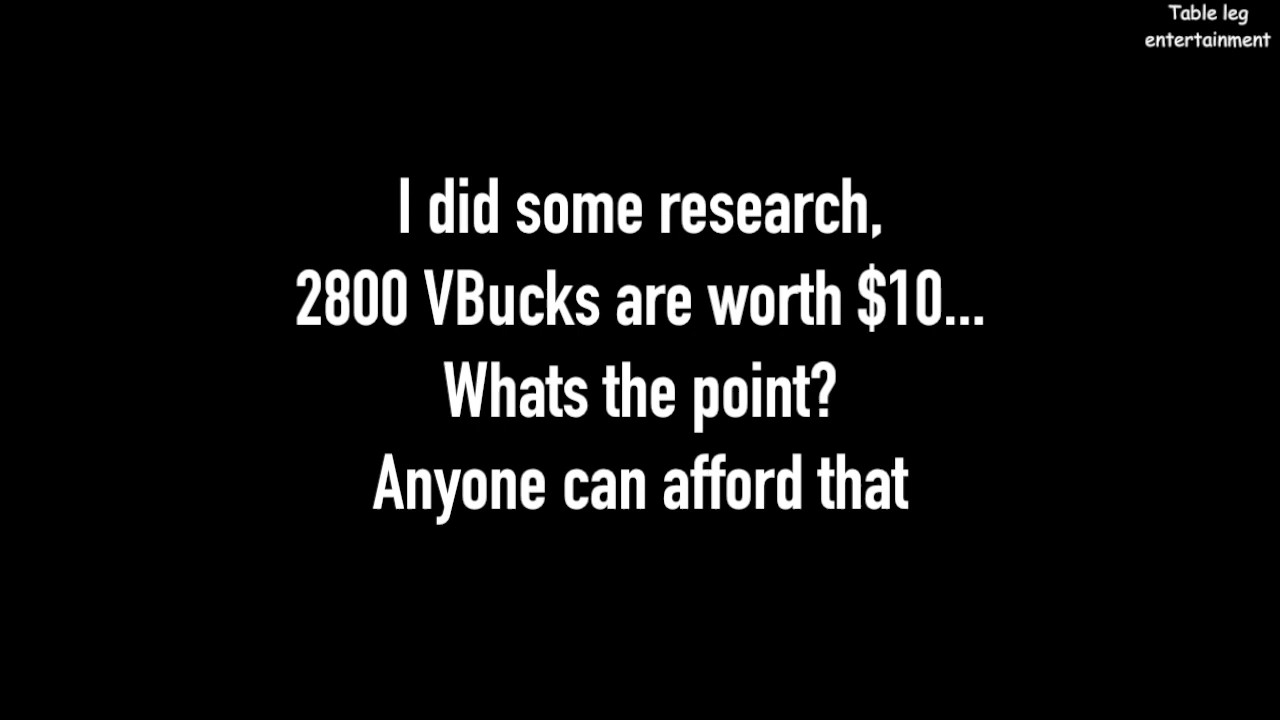 Table leg
entertainment
I did some research,
2800 VBucks are worth $10...
Whats the point?
Anyone can afford that